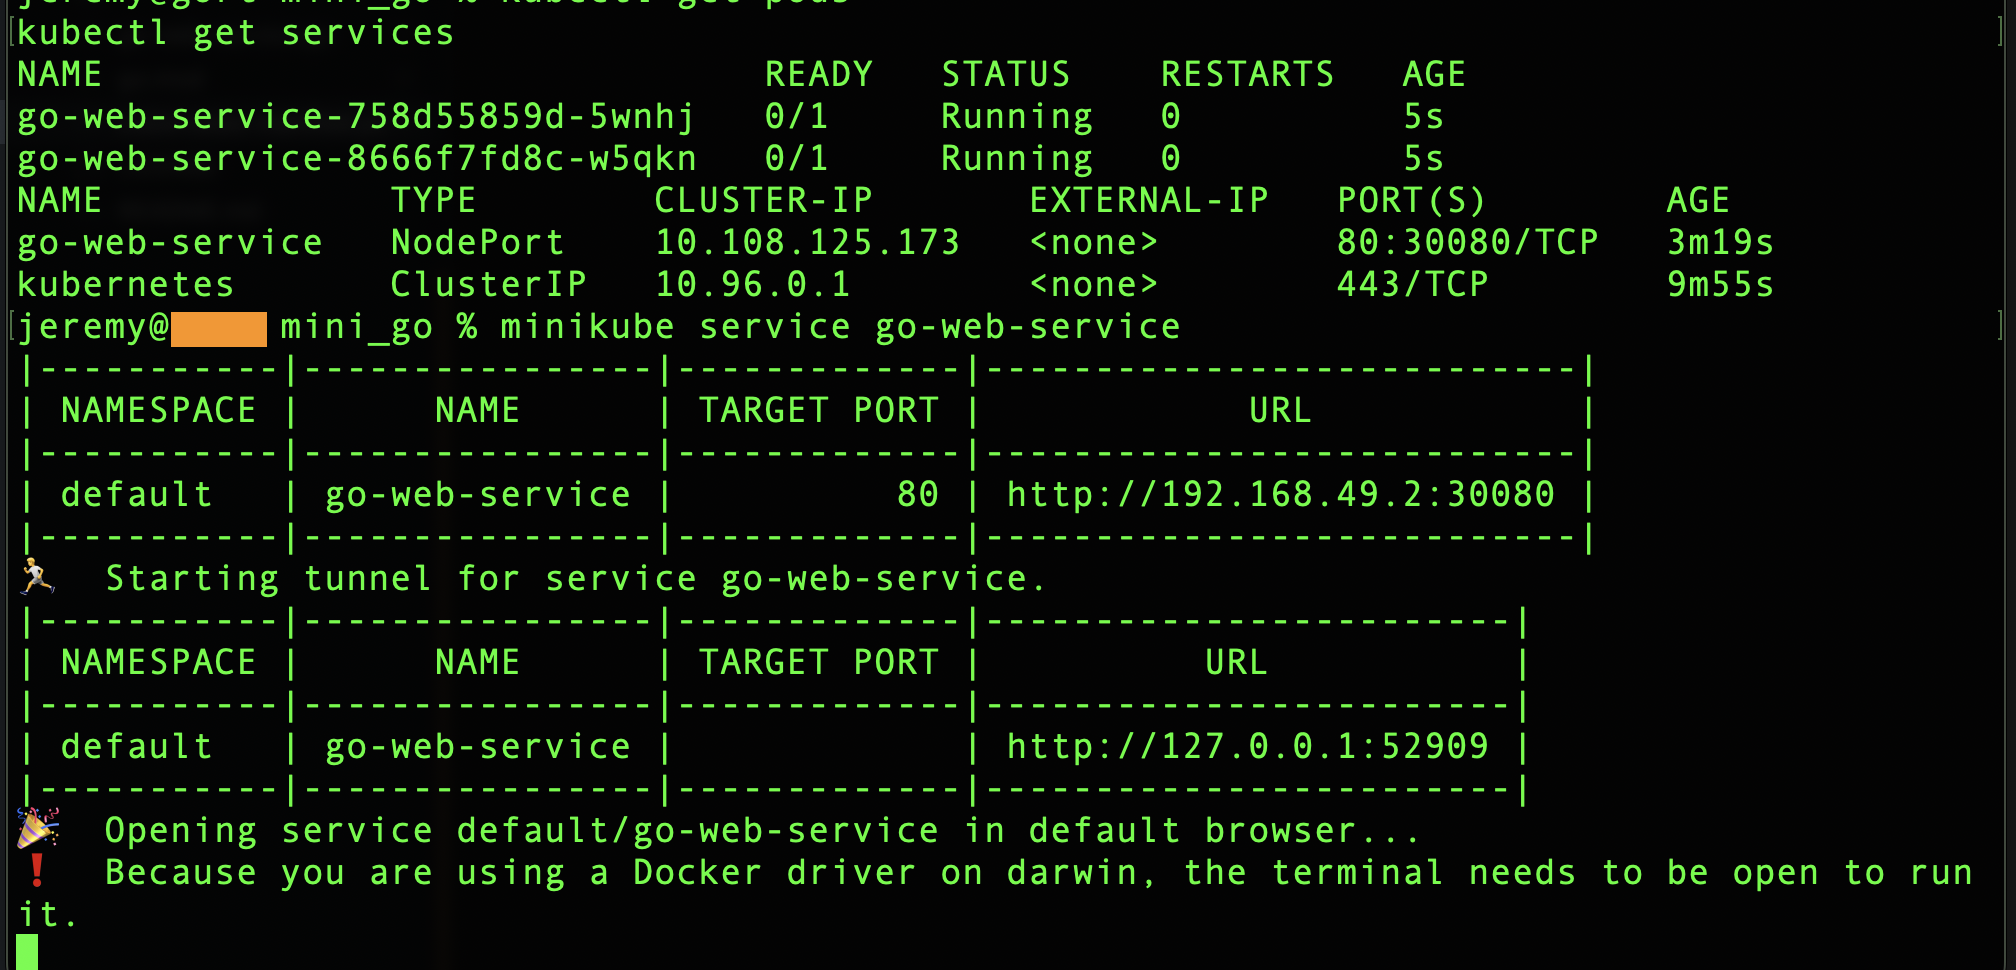 jeremy@gort mini_go % kubectl get pods
kubectl get services
NAME READY STATUS RESTARTS AGE
go-web-service-758d55859d-5wnhj 0/1 Running 0 5s
go-web-service-8666f7fd8c-w5qkn 0/1 Running 0 5s
NAME TYPE CLUSTER-IP EXTERNAL-IP PORT(S) AGE
go-web-service NodePort 10.108.125.173 <none> 80:30080/TCP 3m19s
kubernetes ClusterIP 10.96.0.1 <none> 443/TCP 9m55s
jeremy@ mini_go % minikube service go-web-service
|-----------|----------------|-------------|---------------------------|
| NAMESPACE | NAME | TARGET PORT | URL |
|-----------|----------------|-------------|---------------------------|
| default | go-web-service | 80 | http://192.168.49.2:30080 |
|-----------|----------------|-------------|---------------------------|
🏃 Starting tunnel for service go-web-service.
|-----------|----------------|-------------|------------------------|
| NAMESPACE | NAME | TARGET PORT | URL |
|-----------|----------------|-------------|------------------------|
| default | go-web-service | | http://127.0.0.1:52909 |
|-----------|----------------|-------------|------------------------|
🎉 Opening service default/go-web-service in default browser...
❗ Because you are using a Docker driver on darwin, the terminal needs to be open to run
it.